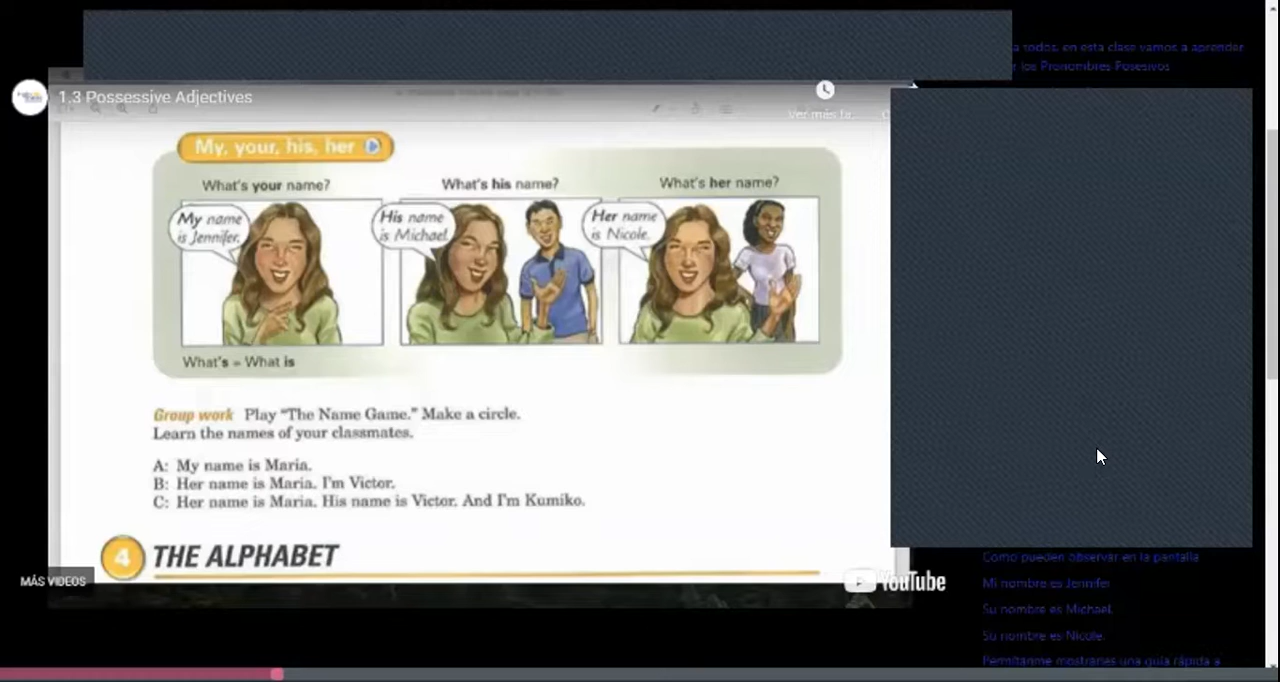 a todos, en esta clase vamos a aprender
los Pronombres Posesivos
1.3 Possessive Adjectives
Ver más ta...
My, your, his, her
What's your name?
What's his name?
What's her name?
My name
is Jennifer.
His name
is Michael.
Her name
is Nicole.
What's = What is
Group work Play "The Name Game." Make a circle.
Learn the names of your classmates.
A: My name is Maria.
B: Her name is Maria. I'm Victor.
C: Her name is Maria. His name is Victor. And I'm Kumiko.
4 THE ALPHABET
MÁS VIDEOS
YouTube
Como pueden observar en la pantalla
Mi nombre es Jennifer
Su nombre es Michael
Su nombre es Nicole
Permítanme mostrarles una guía rápida a